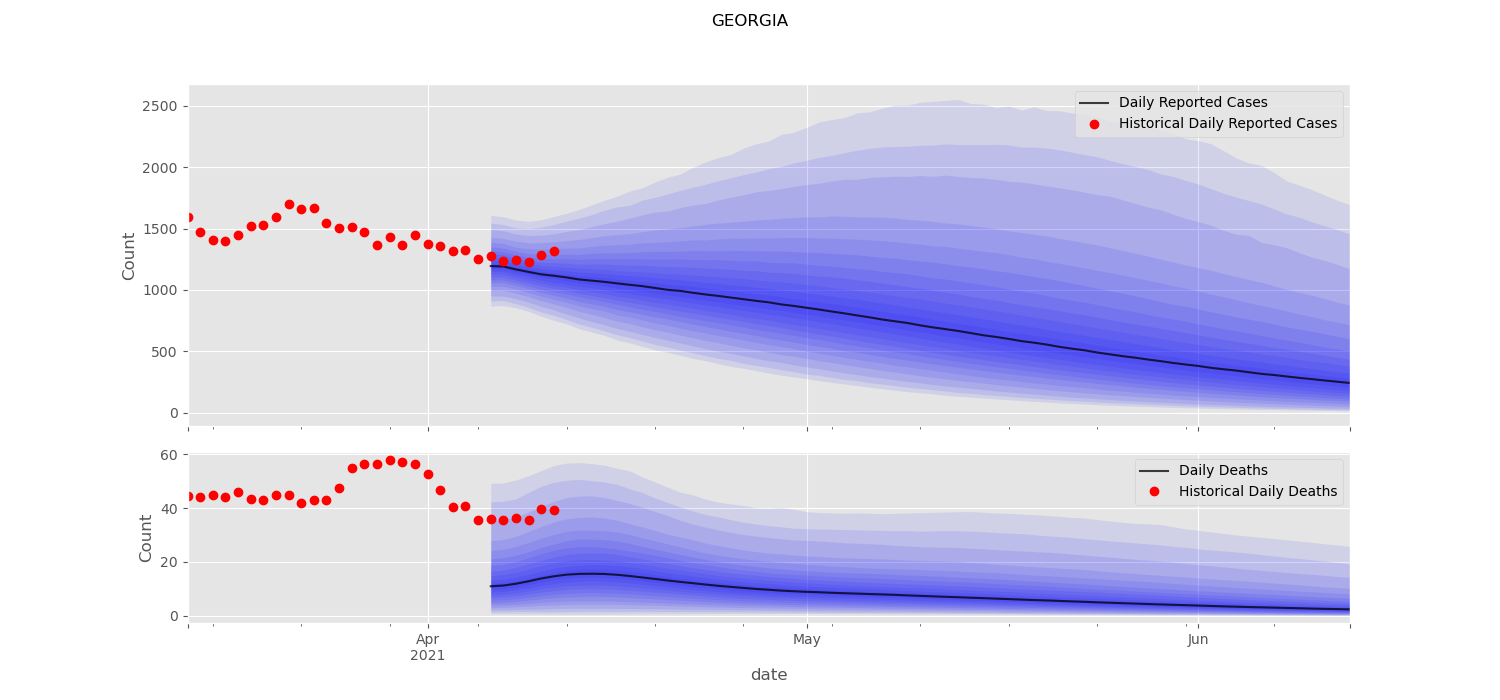 GEORGIA
Count
2500
2000
1500
1000
500
0
Daily Reported Cases
Historical Daily Reported Cases
Count
60
40
20
0
Daily Deaths
Historical Daily Deaths
Apr
2021
May
Jun
date